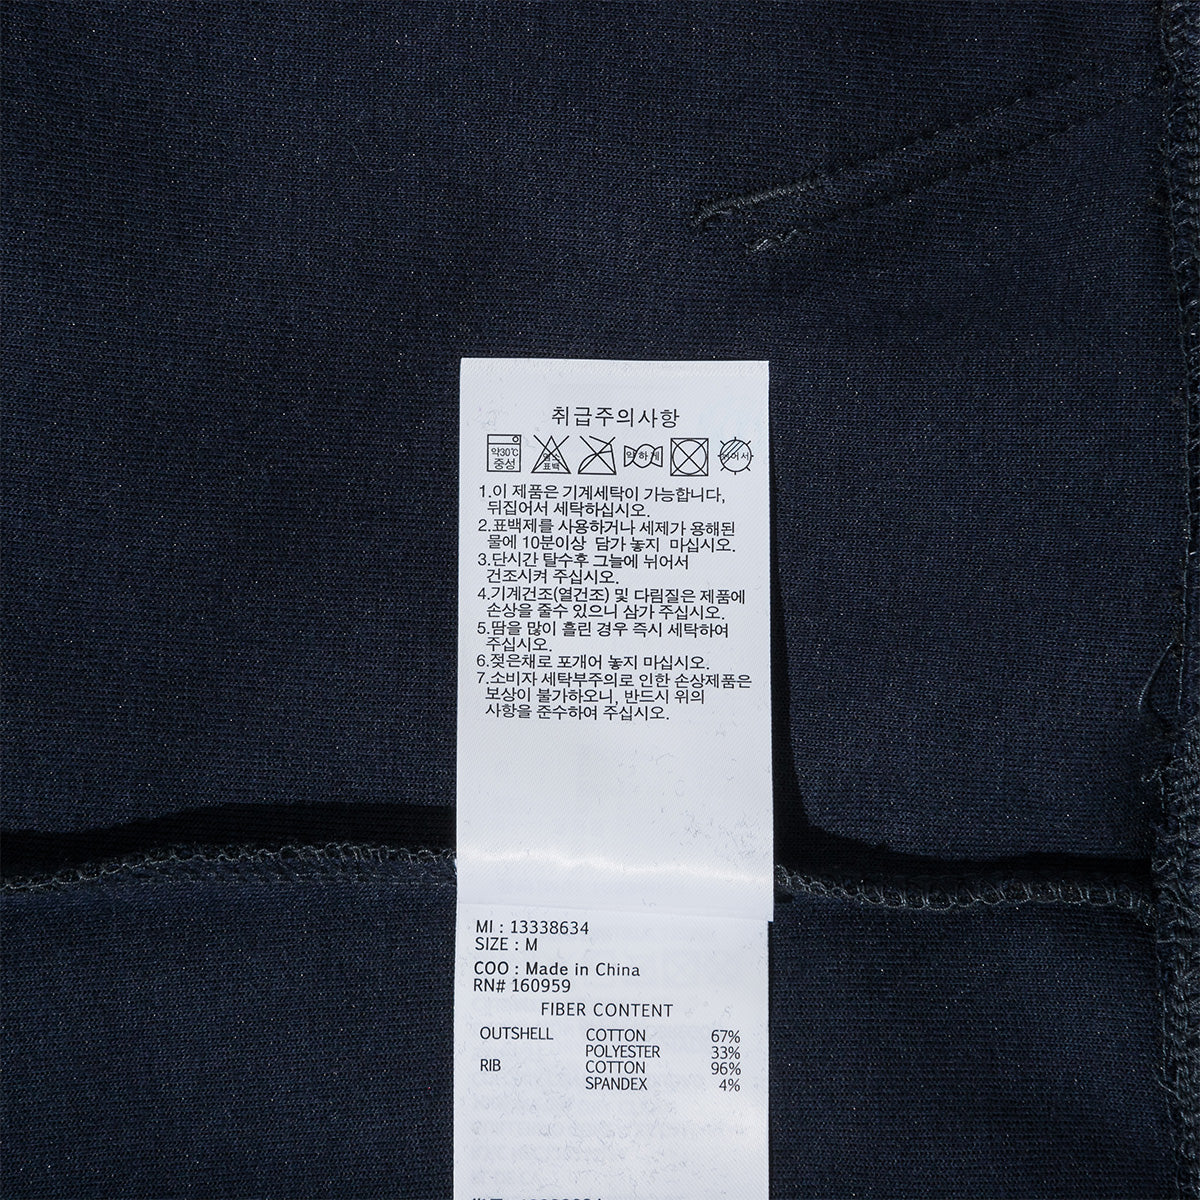 취급주의사항
약30℃
중성
염소
표백
약하게
뉘어서
1.이 제품은 기계세탁이 가능합니다,
뒤집어서 세탁하십시오.
2.표백제를 사용하거나 세제가 용해된
물에 10분이상 담가 놓지 마십시오.
3.단시간 탈수후 그늘에 뉘어서
건조시켜 주십시오.
4.기계건조(열건조) 및 다림질은 제품에
손상을 줄수 있으니 삼가 주십시오.
5.땀을 많이 흘린 경우 즉시 세탁하여
주십시오.
6.젖은채로 포개어 놓지 마십시오.
7.소비자 세탁부주의로 인한 손상제품은
보상이 불가하오니, 반드시 위의
사항을 준수하여 주십시오.
MI : 13338634
SIZE : M
COO : Made in China
RN# 160959
FIBER CONTENT
OUTSHELL COTTON 67%
POLYESTER 33%
RIB COTTON 96%
SPANDEX 4%